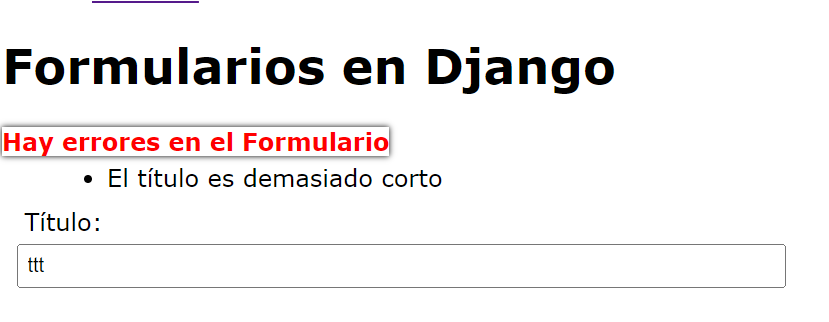 Formularios en Django
Hay errores en el Formulario
El título es demasiado corto
Título:
ttt